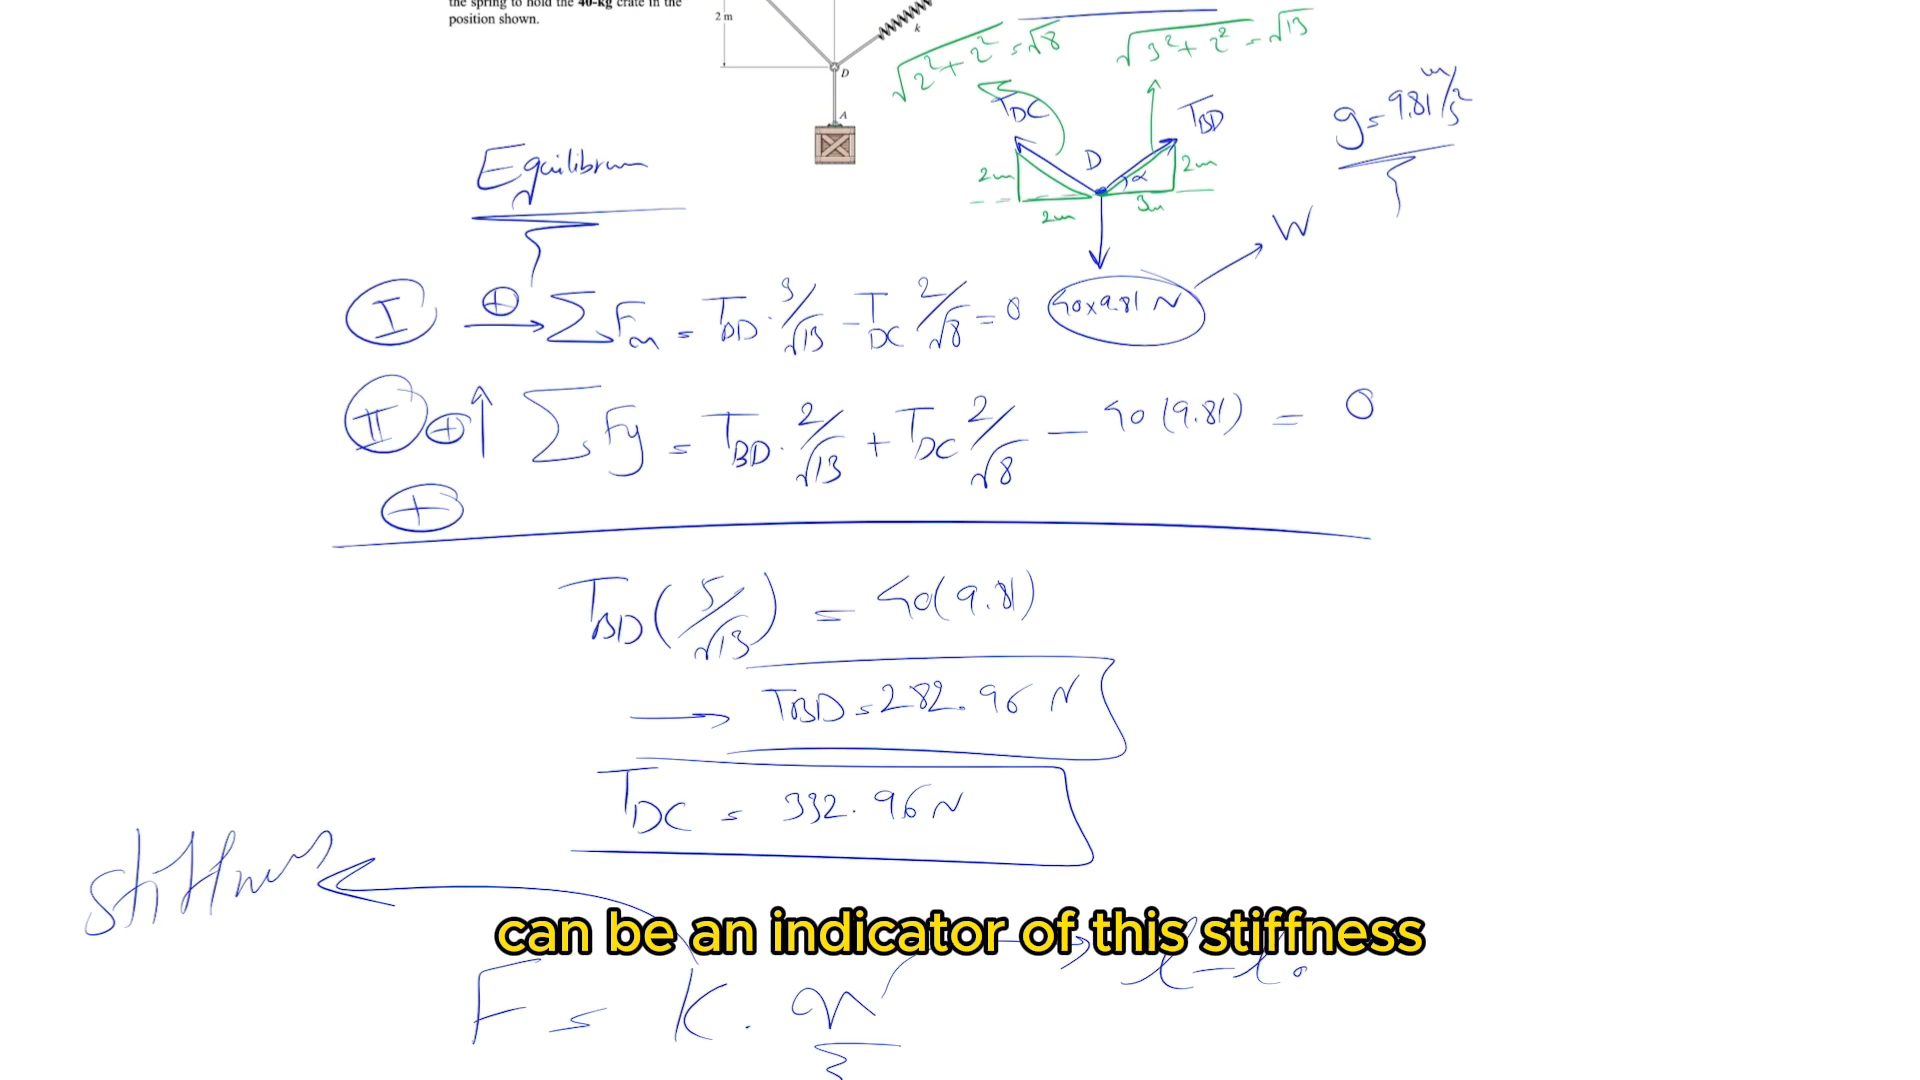 the spring to hold the 40-kg crate in the
position shown.
2 m
D
k
A
√2²+2² = √8
√3²+2² = √13
T_DC
T_BD
g = 9.81 m/s²
D
α
2m
2m
2m
3m
W
Equilibrium
I + → ΣFx = T_BD · 3/√13 - T_DC 2/√8 = 0
40×9.81 N
II + ↑ ΣFy = T_BD · 2/√13 + T_DC 2/√8 - 40(9.81) = 0
+
T_BD (5/√13) = 40(9.81)
→ T_BD = 282.96 N
T_DC = 332.96 N
stiffness
can be an indicator of this stiffness
l - l₀
F = K . x